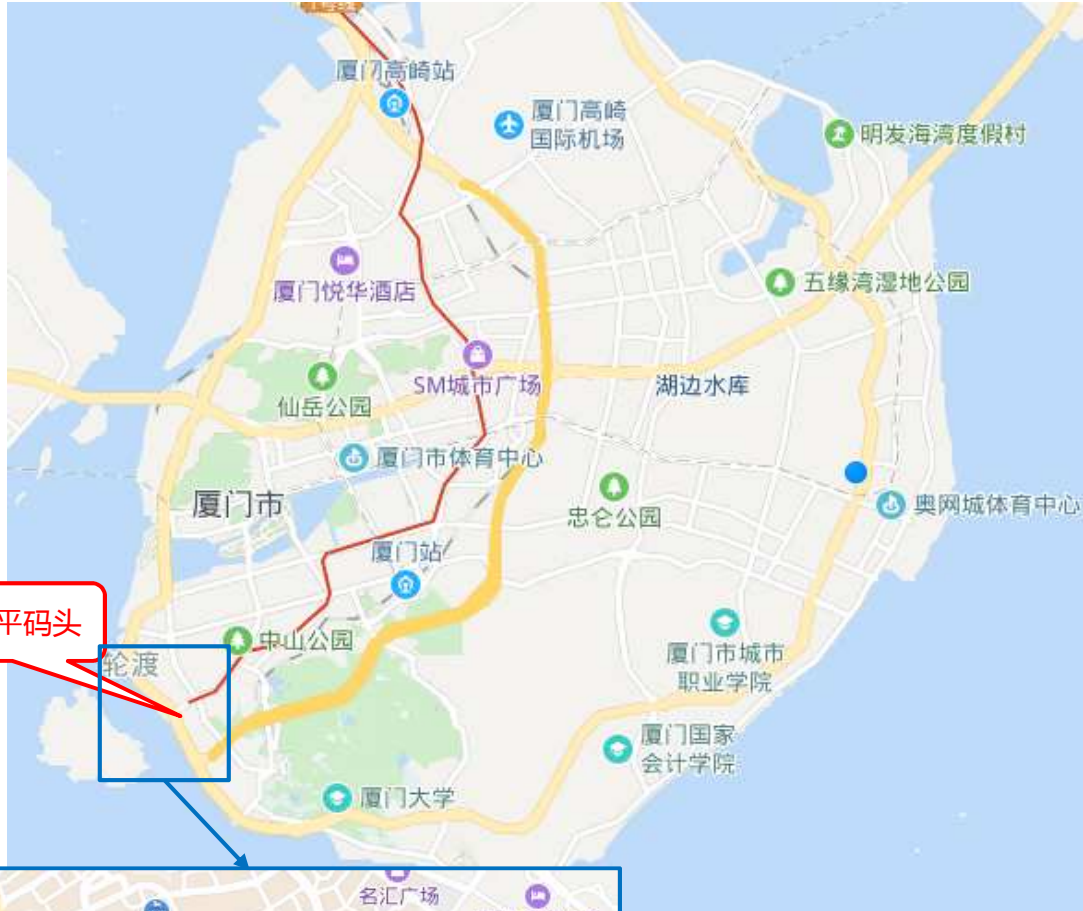 1号线
厦门高崎站
厦门高崎
国际机场
明发海湾度假村
厦门悦华酒店
五缘湾湿地公园
SM城市广场
湖边水库
仙岳公园
厦门市体育中心
厦门市
忠仑公园
奥网城体育中心
厦门站
平码头
中山公园
轮渡
厦门市城市
职业学院
厦门国家
会计学院
厦门大学
名汇广场